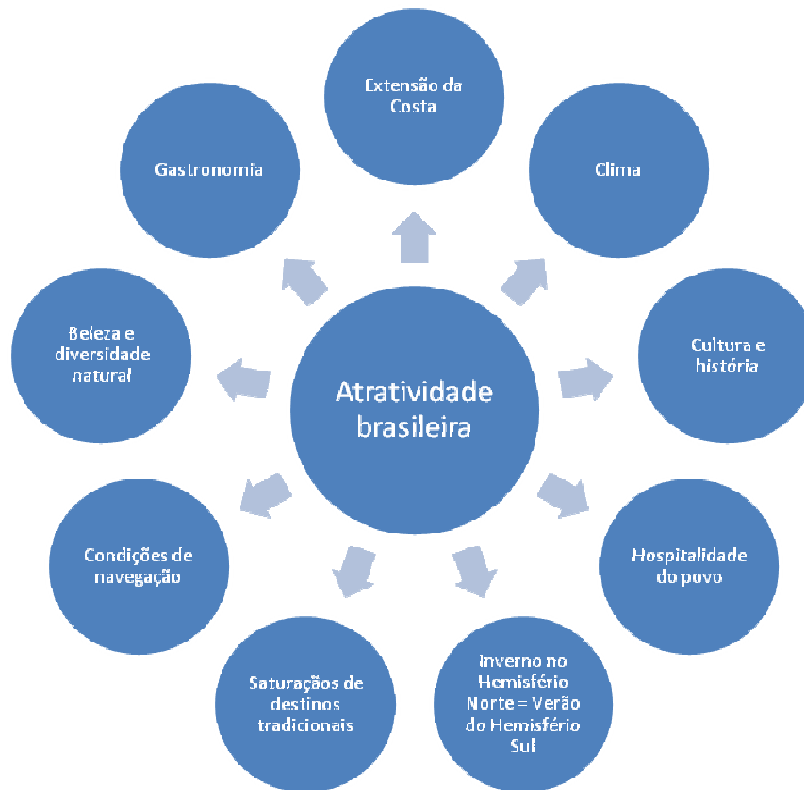 Extensão da
Costa
Gastronomia
Clima
Beleza e
diversidade
natural
Cultura e
história
Atratividade
brasileira
Condições de
navegação
Hospitalidade
do povo
Saturaçãos de
destinos
tradicionais
Inverno no
Hemisfério
Norte = Verão
do Hemisfério
Sul